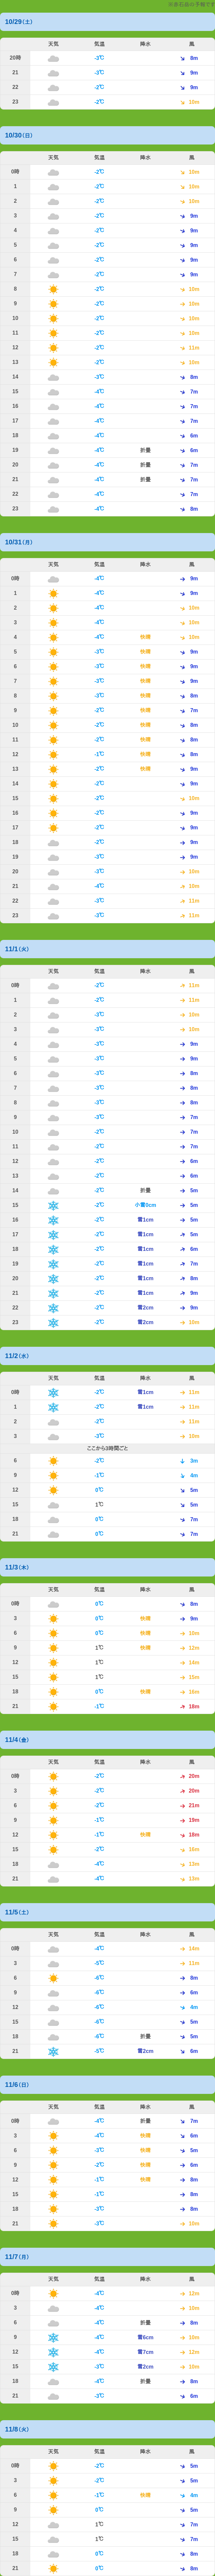 10/29(土)
天気 気温 降水 風
20時 -3℃ 9m
21 -3℃ 9m
22 -2℃ 9m
23 -2℃ 10m
10/30(日)
天気 気温 降水 風
0時 -2℃ 10m
1 -2℃ 10m
2 -2℃ 10m
3 -2℃ 9m
4 -2℃ 9m
5 -2℃ 9m
6 -2℃ 9m
7 -2℃ 9m
8 -2℃ 10m
9 -2℃ 10m
10 -2℃ 10m
11 -2℃ 10m
12 -2℃ 11m
13 -2℃ 10m
14 -3℃ 8m
15 -4℃ 7m
16 -4℃ 7m
17 -4℃ 7m
18 -4℃ 6m
19 -4℃ 折畳 6m
20 -4℃ 折畳 7m
21 -4℃ 折畳 7m
22 -4℃ 7m
23 -4℃ 8m
10/31(月)
天気 気温 降水 風
0時 -4℃ 9m
1 -4℃ 9m
2 -4℃ 10m
3 -4℃ 10m
4 -4℃ 快晴 10m
5 -3℃ 快晴 9m
6 -3℃ 快晴 9m
7 -3℃ 快晴 9m
8 -3℃ 快晴 8m
9 -2℃ 快晴 7m
10 -2℃ 快晴 8m
11 -2℃ 快晴 8m
12 -1℃ 快晴 8m
13 -2℃ 快晴 9m
14 -2℃ 9m
15 -2℃ 10m
16 -2℃ 9m
17 -2℃ 9m
18 -2℃ 9m
19 -3℃ 9m
20 -3℃ 10m
21 -4℃ 10m
22 -3℃ 11m
23 -3℃ 11m
11/1(火)
天気 気温 降水 風
0時 -2℃ 11m
1 -2℃ 11m
2 -3℃ 10m
3 -3℃ 10m
4 -3℃ 9m
5 -3℃ 9m
6 -3℃ 8m
7 -3℃ 8m
8 -3℃ 8m
9 -3℃ 7m
10 -2℃ 7m
11 -2℃ 7m
12 -2℃ 6m
13 -2℃ 6m
14 -2℃ 折畳 5m
15 -2℃ 小雪0cm 5m
16 -2℃ 雪1cm 5m
17 -2℃ 雪1cm 5m
18 -2℃ 雪1cm 6m
19 -2℃ 雪1cm 7m
20 -2℃ 雪1cm 8m
21 -2℃ 雪1cm 9m
22 -2℃ 雪2cm 9m
23 -2℃ 雪2cm 10m
11/2(水)
天気 気温 降水 風
0時 -2℃ 雪1cm 11m
1 -2℃ 雪1cm 11m
2 -2℃ 11m
3 -3℃ 10m
ここから3時間ごと
6 -2℃ 3m
9 -1℃ 4m
12 0℃ 5m
15 1℃ 5m
18 0℃ 7m
21 0℃ 7m
11/3(木)
天気 気温 降水 風
0時 0℃ 8m
3 0℃ 快晴 9m
6 0℃ 快晴 10m
9 1℃ 快晴 12m
12 1℃ 14m
15 1℃ 15m
18 0℃ 快晴 16m
21 -1℃ 18m
11/4(金)
天気 気温 降水 風
0時 -2℃ 20m
3 -2℃ 20m
6 -2℃ 21m
9 -1℃ 19m
12 -1℃ 快晴 18m
15 -2℃ 16m
18 -4℃ 13m
21 -4℃ 13m
11/5(土)
天気 気温 降水 風
0時 -4℃ 14m
3 -5℃ 11m
6 -6℃ 8m
9 -6℃ 6m
12 -6℃ 4m
15 -6℃ 5m
18 -6℃ 折畳 5m
21 -5℃ 雪2cm 6m
11/6(日)
天気 気温 降水 風
0時 -4℃ 折畳 7m
3 -4℃ 快晴 6m
6 -3℃ 快晴 5m
9 -2℃ 快晴 6m
12 -1℃ 快晴 8m
15 -1℃ 8m
18 -3℃ 8m
21 -3℃ 10m
11/7(月)
天気 気温 降水 風
0時 -4℃ 12m
3 -4℃ 10m
6 -4℃ 折畳 8m
9 -4℃ 雪6cm 10m
12 -4℃ 雪7cm 12m
15 -3℃ 雪2cm 10m
18 -4℃ 折畳 8m
21 -3℃ 6m
11/8(火)
天気 気温 降水 風
0時 -2℃ 5m
3 -2℃ 5m
6 -1℃ 快晴 4m
9 0℃ 5m
12 1℃ 7m
15 1℃ 7m
18 0℃ 8m
21 0℃ 8m